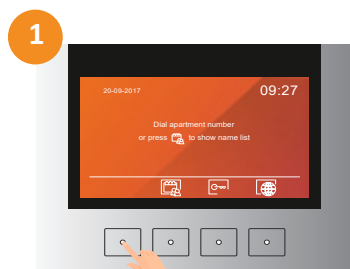 1
20-09-2017 09:27
Dial apartment number
or press to show name list